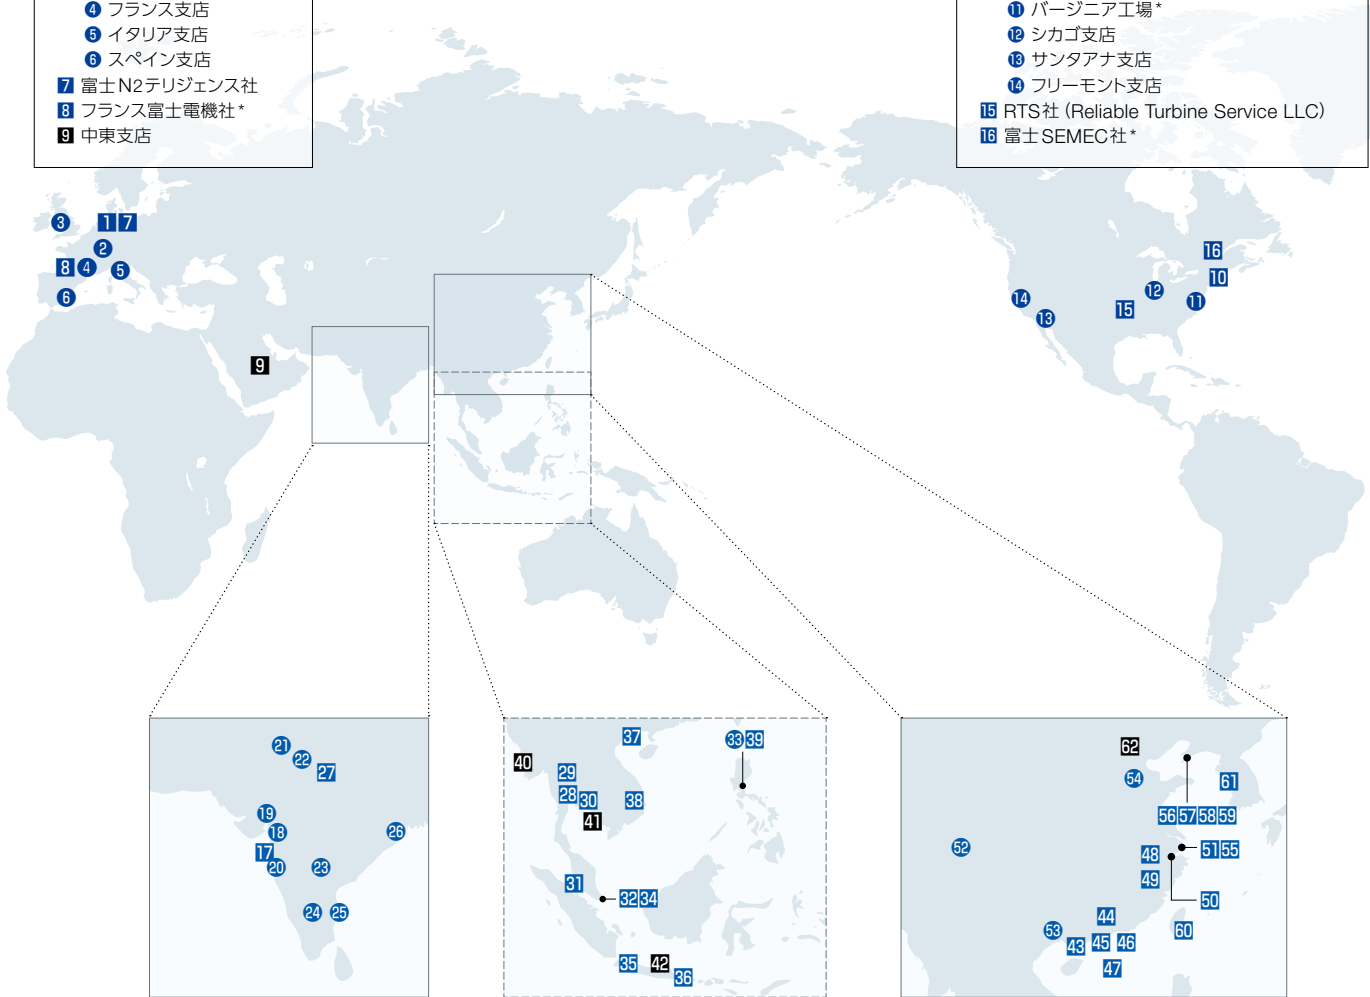 4 フランス支店
5 イタリア支店
6 スペイン支店
7 富士N2テリジェンス社
8 フランス富士電機社*
9 中東支店
11 バージニア工場*
12 シカゴ支店
13 サンタアナ支店
14 フリーモント支店
15 RTS社 (Reliable Turbine Service LLC)
16 富士SEMEC社*
3 1 7
2
8 4 5
6
9
16
10
12
14 15 11
13
21
22
27
19
18 26
17
20 23
24 25
37 33 39
40
29
28 30 38
41
31
32 34
35 42
36
62
54 61
56 57 58 59
52 48 51 55
49
50
44
53 60
43 45 46
47